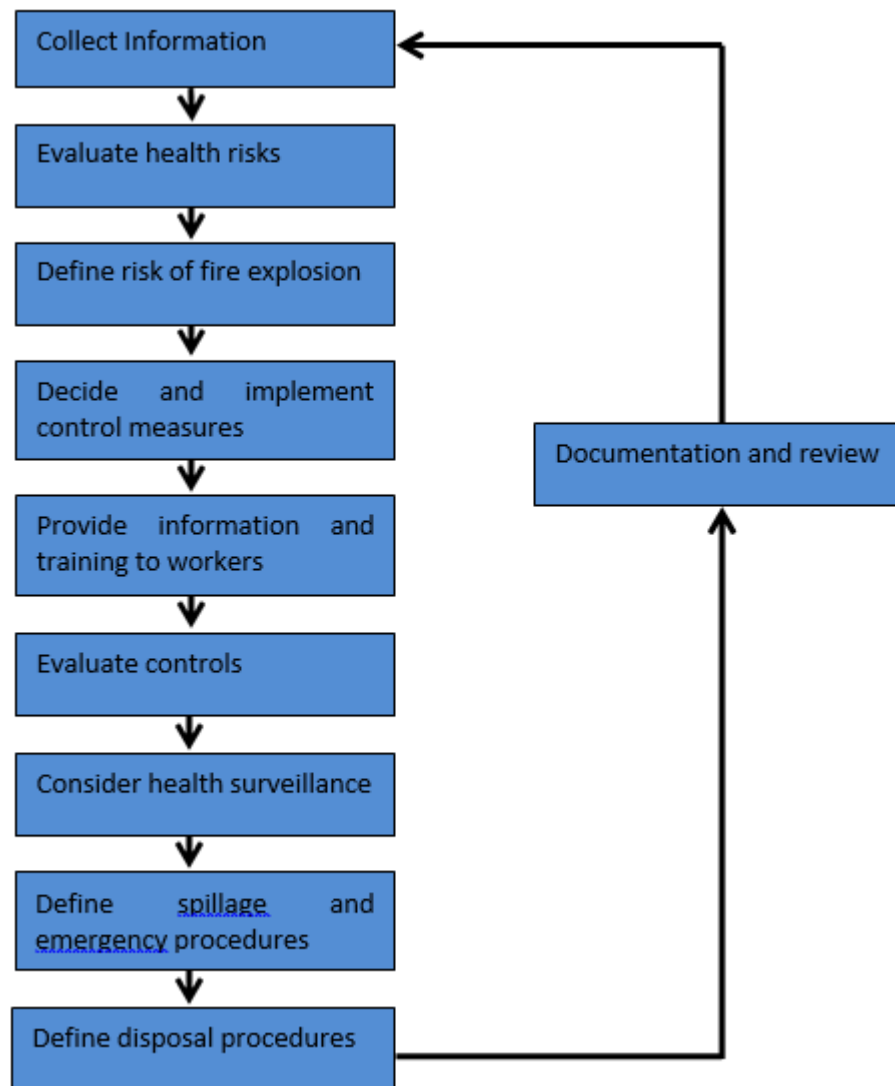 Collect Information
Evaluate health risks
Define risk of fire explosion
Decide and implement
control measures
Provide information and
training to workers
Evaluate controls
Consider health surveillance
Define spillage and
emergency procedures
Define disposal procedures
Documentation and review